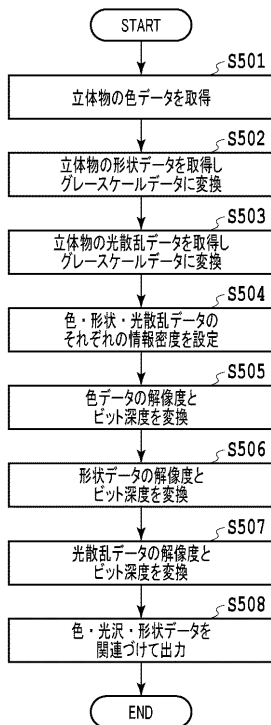 START
S501
立体物の色データを取得
S502
立体物の形状データを取得し
グレースケールデータに変換
S503
立体物の光散乱データを取得し
グレースケールデータに変換
S504
色・形状・光散乱データの
それぞれの情報密度を設定
S505
色データの解像度と
ビット深度を変換
S506
形状データの解像度と
ビット深度を変換
S507
光散乱データの解像度と
ビット深度を変換
S508
色・光沢・形状データを
関連づけて出力
END